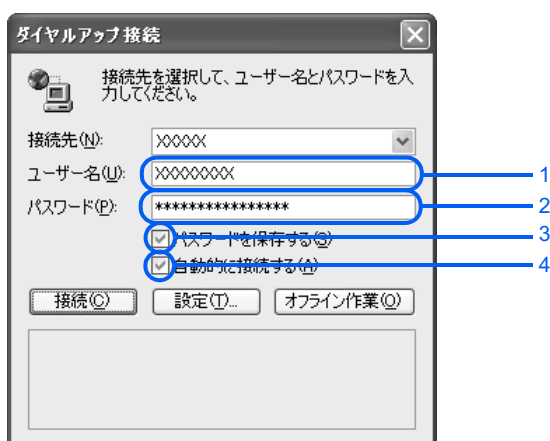 ダイヤルアップ接続
接続先を選択して、ユーザー名とパスワードを入
力してください。
接続先(N):
XXXXX
ユーザー名(U):
XXXXXXXX
1
パスワード(P):
****************
2
パスワードを保存する(S)
3
自動的に接続する(A)
4
接続(C)
設定(T)...
オフライン作業(O)